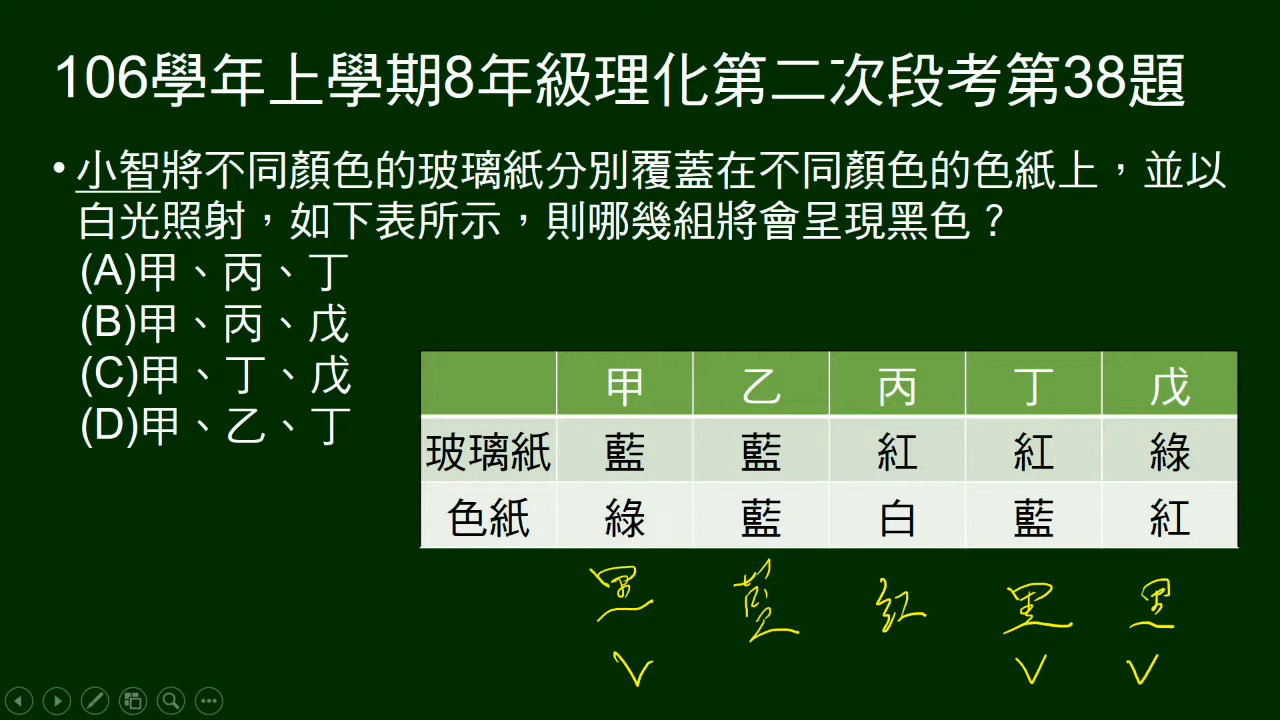 106學年上學期8年級理化第二次段考第38題
•小智將不同顏色的玻璃紙分別覆蓋在不同顏色的色紙上，並以
白光照射，如下表所示，則哪幾組將會呈現黑色？
(A)甲、丙、丁
(B)甲、丙、戊
(C)甲、丁、戊
(D)甲、乙、丁
甲 乙 丙 丁 戊
玻璃紙 藍 藍 紅 紅 綠
色紙 綠 藍 白 藍 紅
黑 藍 紅 黑 黑
V V V